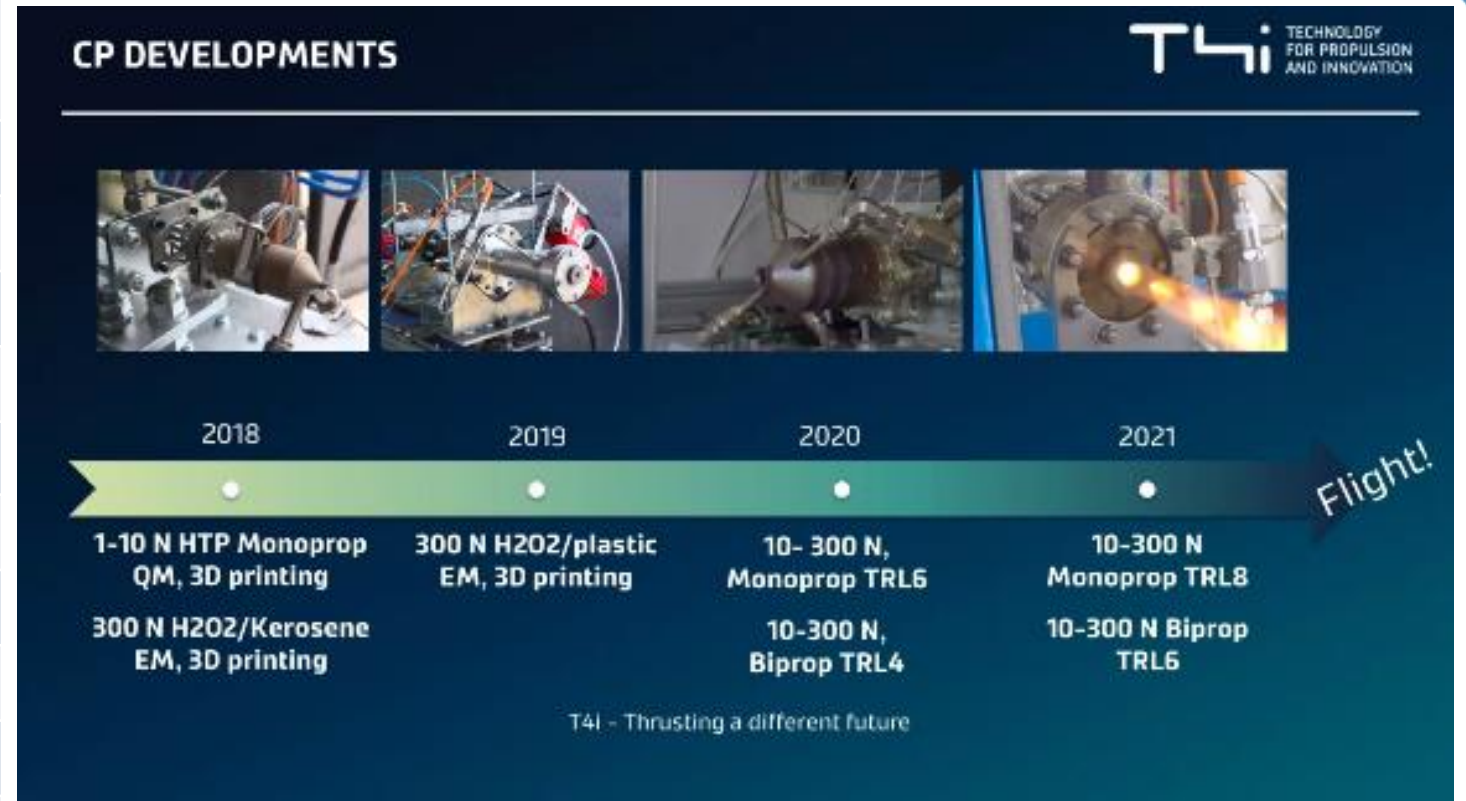 CP DEVELOPMENTS
T4i
TECHNOLOGY
FOR PROPULSION
AND INNOVATION
2018
2019
2020
2021
Flight!
1-10 N HTP Monoprop
QM, 3D printing
300 N H2O2/Kerosene
EM, 3D printing
300 N H2O2/plastic
EM, 3D printing
10- 300 N,
Monoprop TRL6
10-300 N,
Biprop TRL4
10-300 N
Monoprop TRL8
10-300 N Biprop
TRL6
T4i - Thrusting a different future